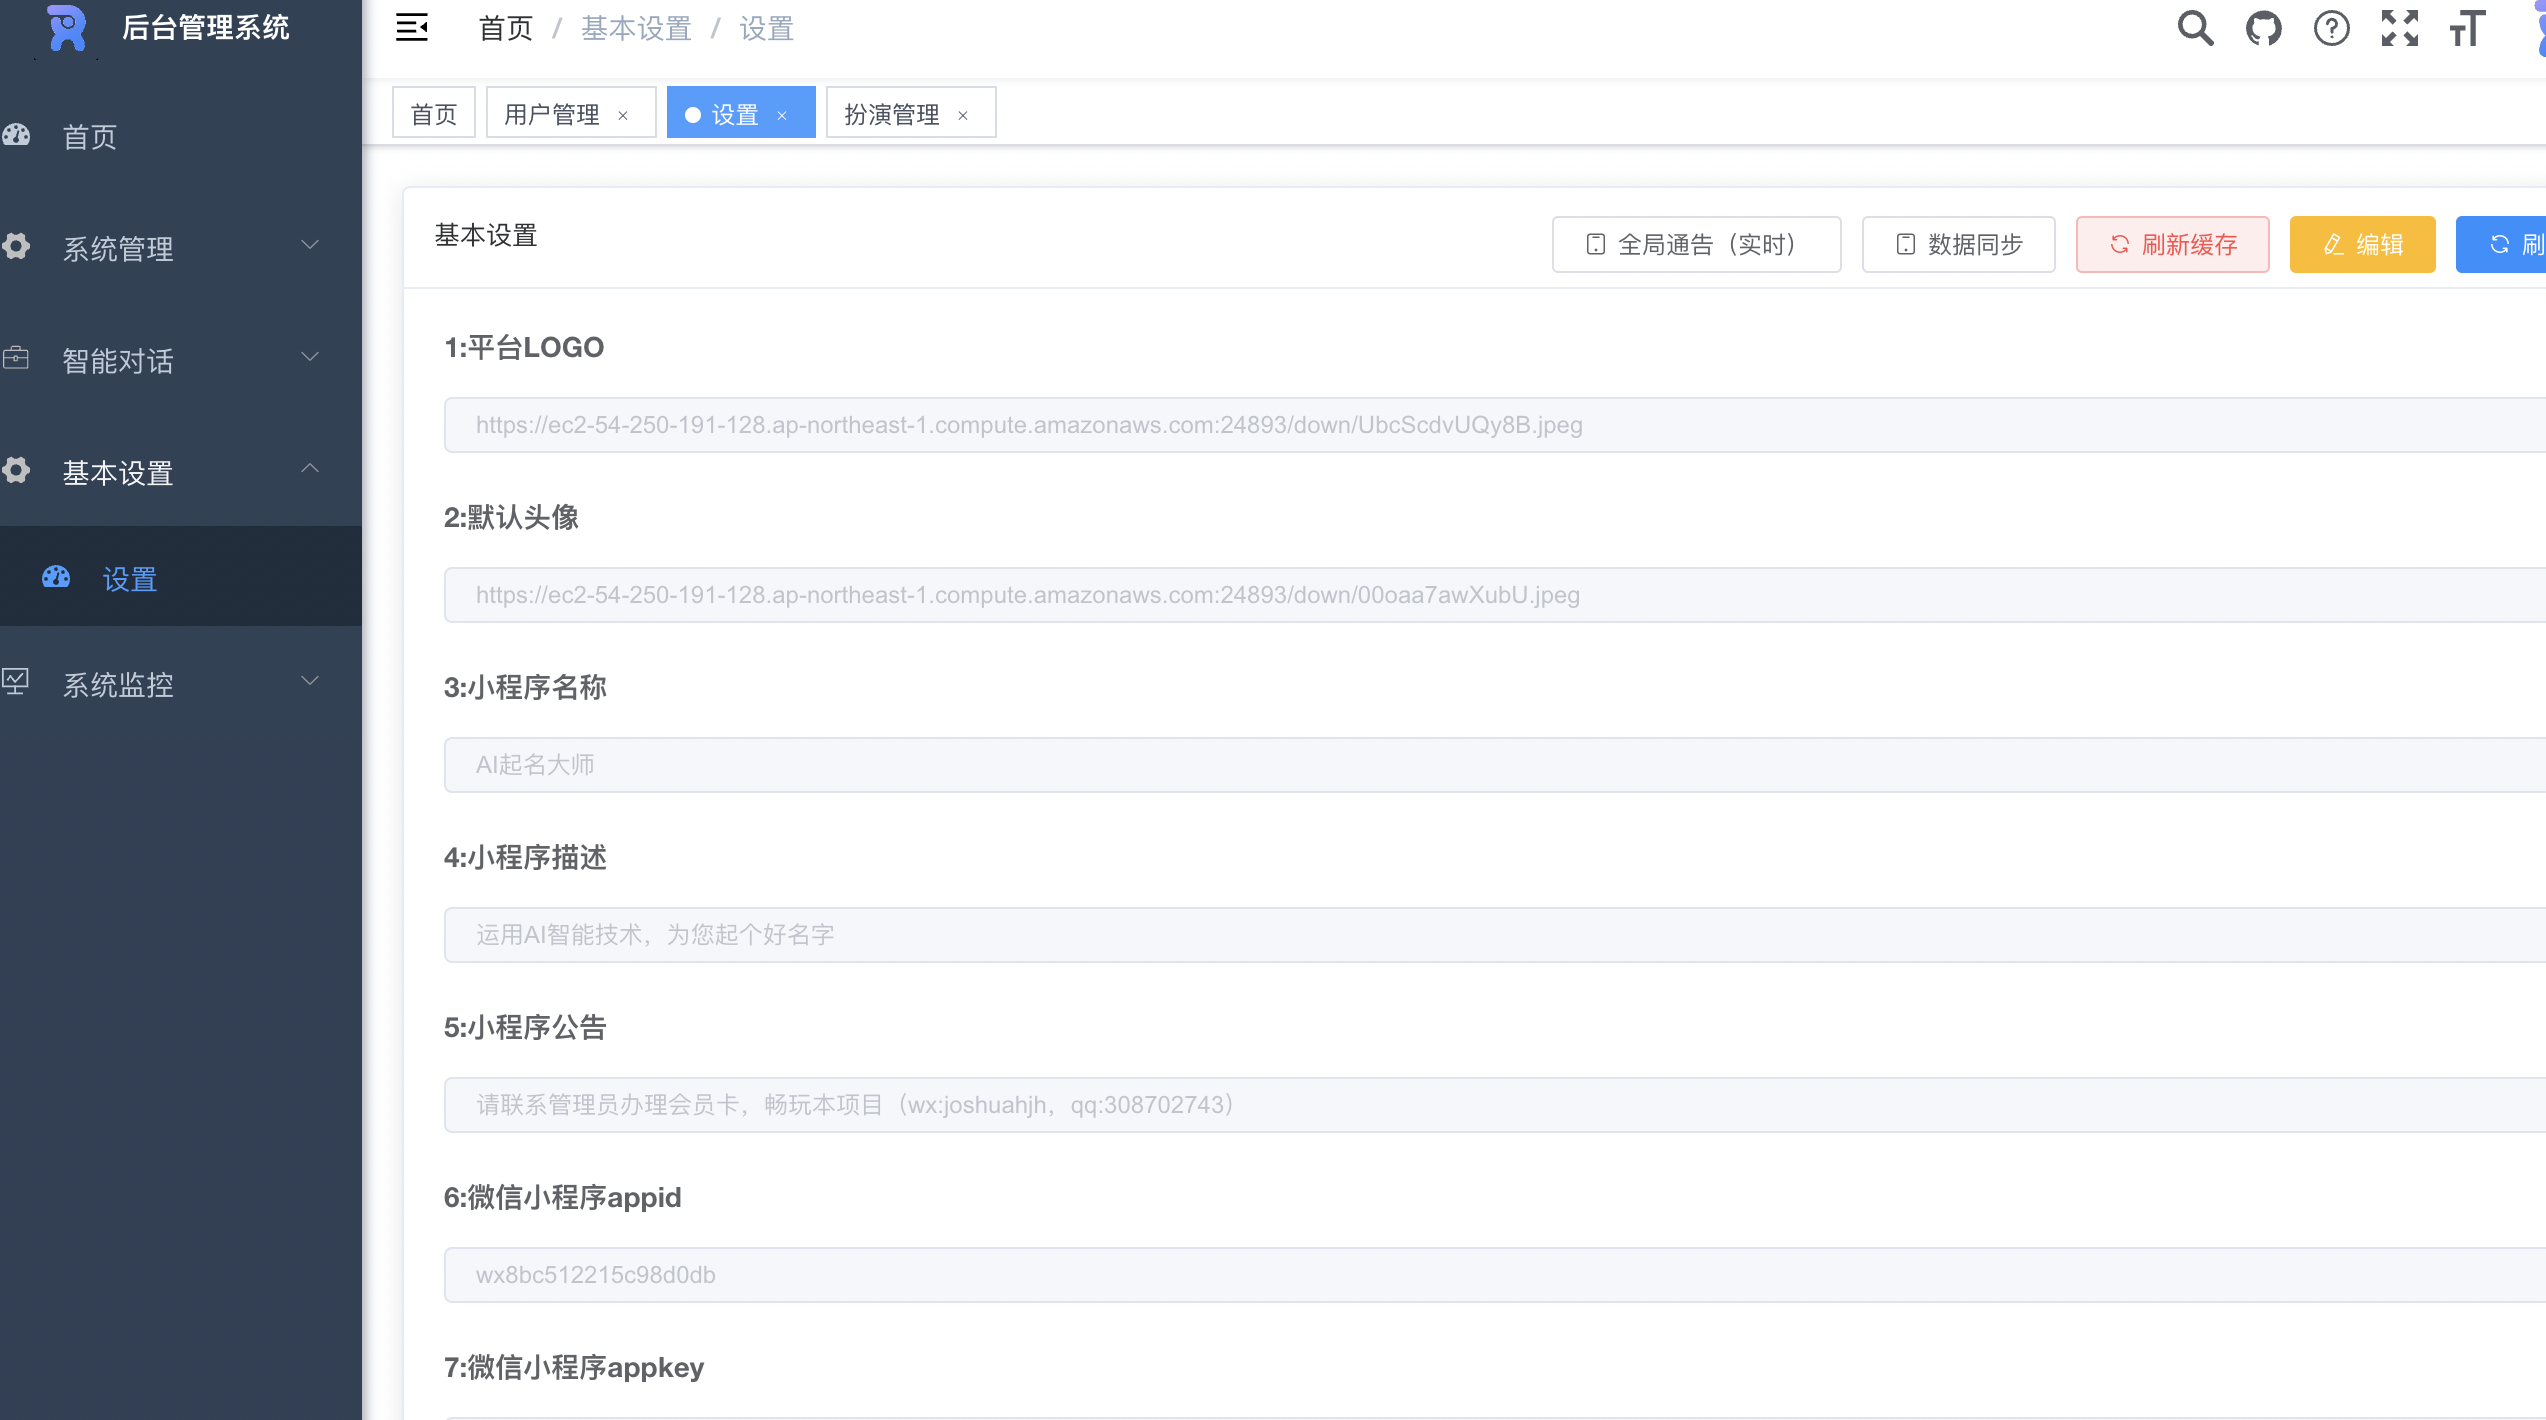 后台管理系统
首页 / 基本设置 / 设置
首页
用户管理 ×
设置 ×
扮演管理 ×
首页
系统管理
智能对话
基本设置
设置
系统监控
基本设置
全局通告（实时）
数据同步
刷新缓存
编辑
刷
1:平台LOGO
https://ec2-54-250-191-128.ap-northeast-1.compute.amazonaws.com:24893/down/UbcScdvUQy8B.jpeg
2:默认头像
https://ec2-54-250-191-128.ap-northeast-1.compute.amazonaws.com:24893/down/00oaa7awXubU.jpeg
3:小程序名称
AI起名大师
4:小程序描述
运用AI智能技术，为您起个好名字
5:小程序公告
请联系管理员办理会员卡，畅玩本项目（wx:joshuahjh，qq:308702743）
6:微信小程序appid
wx8bc512215c98d0db
7:微信小程序appkey